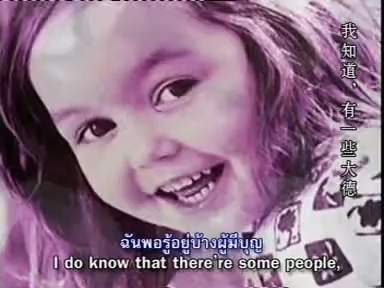 我知道，有一些大德
ฉันพอรู้อยู่บ้างผู้มีบุญ
I do know that there're some people,